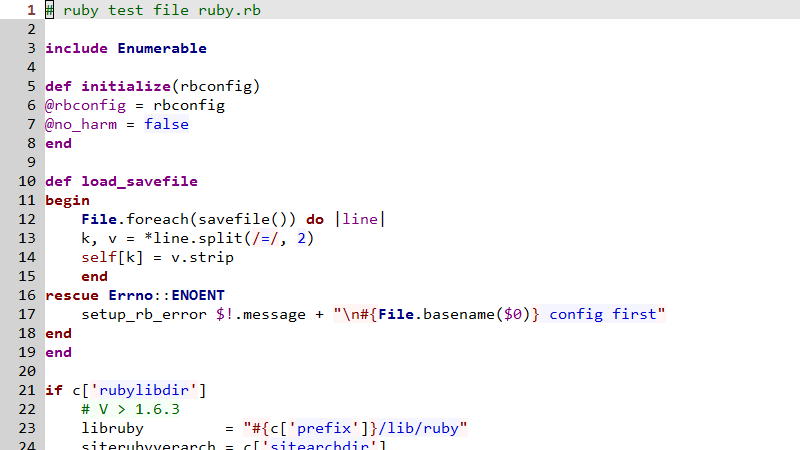 1 # ruby test file ruby.rb
2
3 include Enumerable
4
5 def initialize(rbconfig)
6 @rbconfig = rbconfig
7 @no_harm = false
8 end
9
10 def load_savefile
11 begin
12     File.foreach(savefile()) do |line|
13     k, v = *line.split(/=/, 2)
14     self[k] = v.strip
15     end
16 rescue Errno::ENOENT
17     setup_rb_error $!.message + "\n#{File.basename($0)} config first"
18 end
19 end
20
21 if c['rubylibdir']
22     # V > 1.6.3
23     libruby         = "#{c['prefix']}/lib/ruby"
24     siterubyverarch = c['sitearchdir']